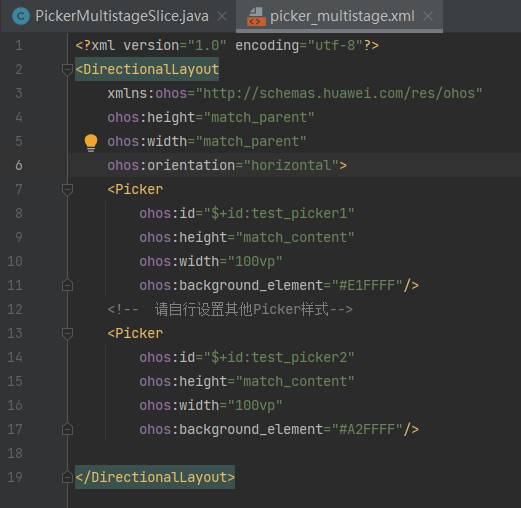 PickerMultistageSlice.java picker_multistage.xml
1 <?xml version="1.0" encoding="utf-8"?>
2 <DirectionalLayout
3 xmlns:ohos="http://schemas.huawei.com/res/ohos"
4 ohos:height="match_parent"
5 ohos:width="match_parent"
6 ohos:orientation="horizontal">
7 <Picker
8 ohos:id="$+id:test_picker1"
9 ohos:height="match_content"
10 ohos:width="100vp"
11 ohos:background_element="#E1FFFF"/>
12 <!-- 请自行设置其他Picker样式-->
13 <Picker
14 ohos:id="$+id:test_picker2"
15 ohos:height="match_content"
16 ohos:width="100vp"
17 ohos:background_element="#A2FFFF"/>
18
19 </DirectionalLayout>